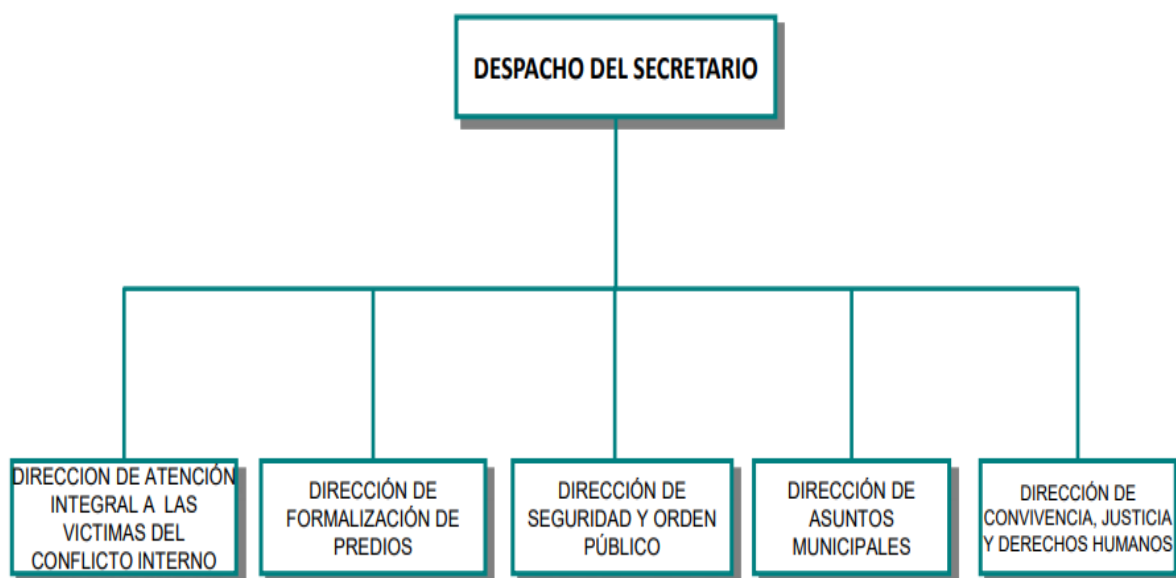 DESPACHO DEL SECRETARIO
DIRECCION DE ATENCIÓN
INTEGRAL A LAS
VICTIMAS DEL
CONFLICTO INTERNO
DIRECCIÓN DE
FORMALIZACIÓN DE
PREDIOS
DIRECCIÓN DE
SEGURIDAD Y ORDEN
PÚBLICO
DIRECCIÓN DE
ASUNTOS
MUNICIPALES
DIRECCIÓN DE
CONVIVENCIA, JUSTICIA
Y DERECHOS HUMANOS